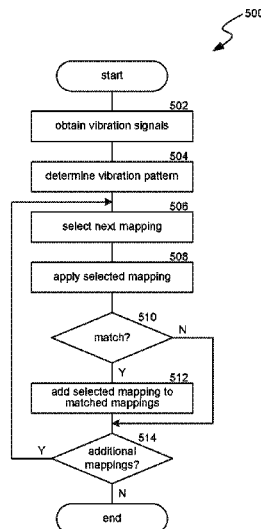 500
start
502
obtain vibration signals
504
determine vibration pattern
506
select next mapping
508
apply selected mapping
510
match?
N
Y
512
add selected mapping to
matched mappings
514
Y
additional
mappings?
N
end